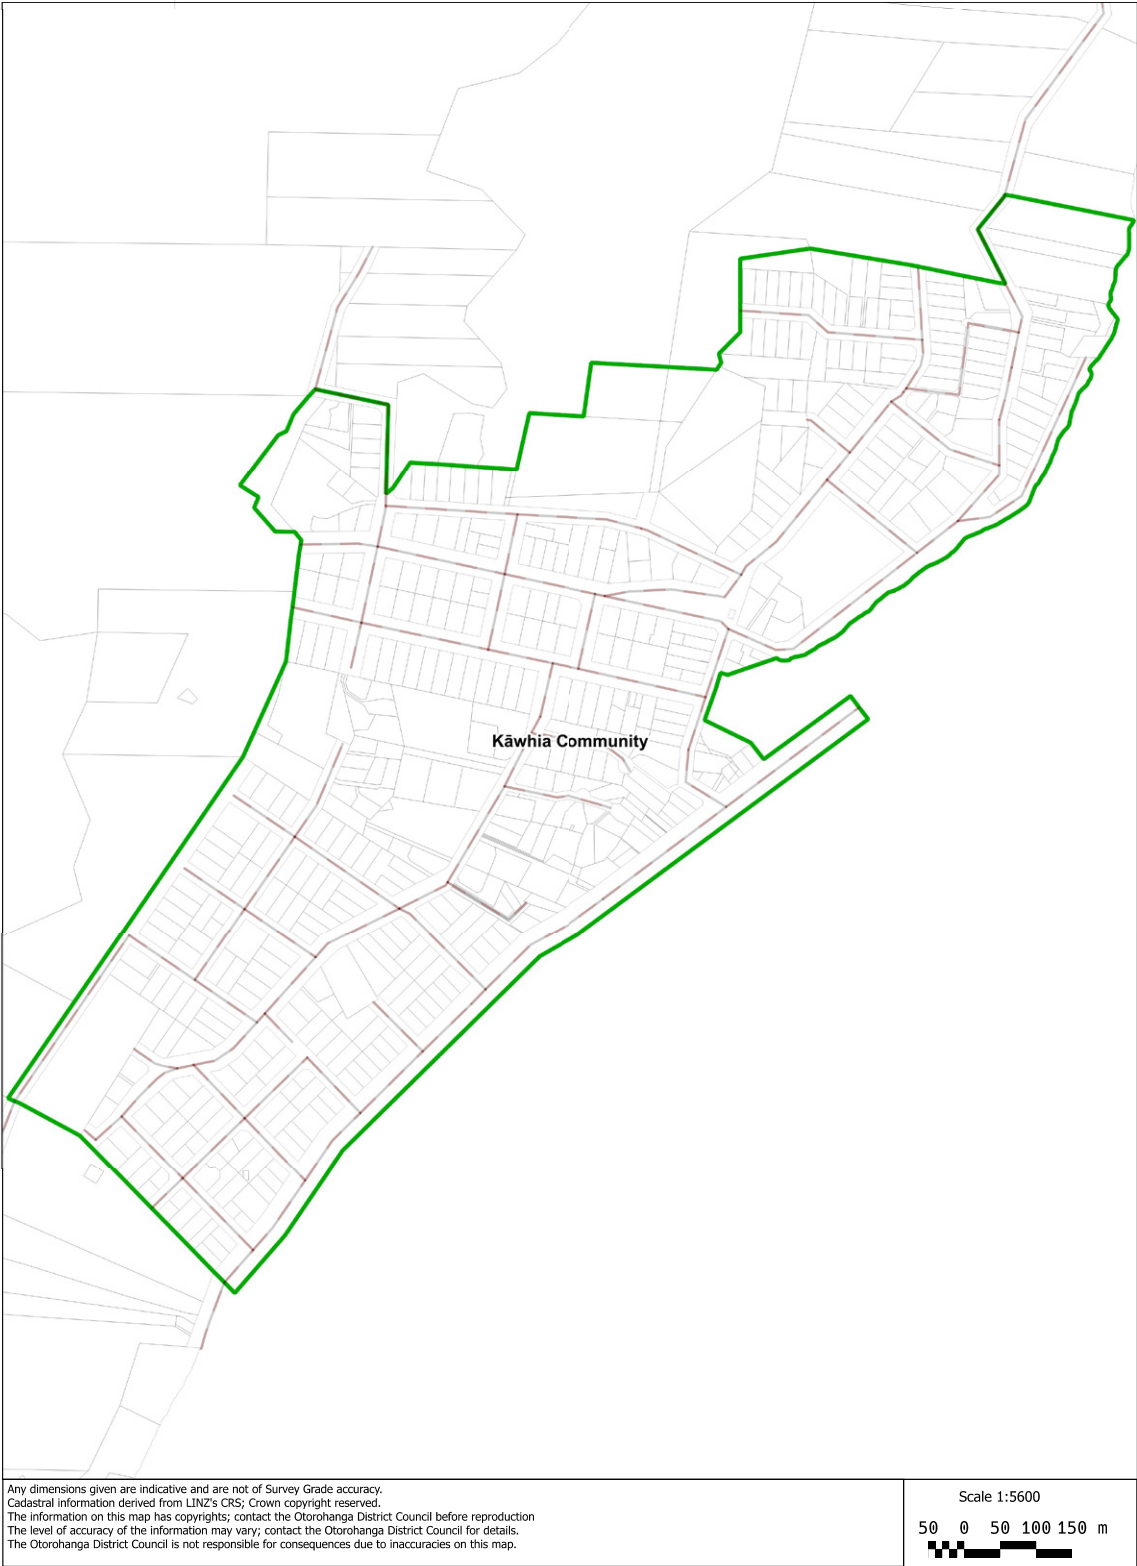 Kāwhia Community
Any dimensions given are indicative and are not of Survey Grade accuracy.
Cadastral information derived from LINZ's CRS; Crown copyright reserved.
The information on this map has copyrights; contact the Otorohanga District Council before reproduction
The level of accuracy of the information may vary; contact the Otorohanga District Council for details.
The Otorohanga District Council is not responsible for consequences due to inaccuracies on this map.
Scale 1:5600
50 0 50 100 150 m